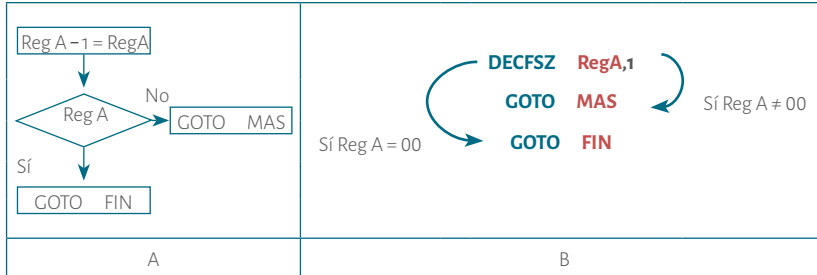 Reg A – 1 = RegA
Reg A
No
GOTO MAS
Sí
GOTO FIN
A
DECFSZ RegA,1
GOTO MAS
Sí Reg A ≠ 00
Sí Reg A = 00
GOTO FIN
B